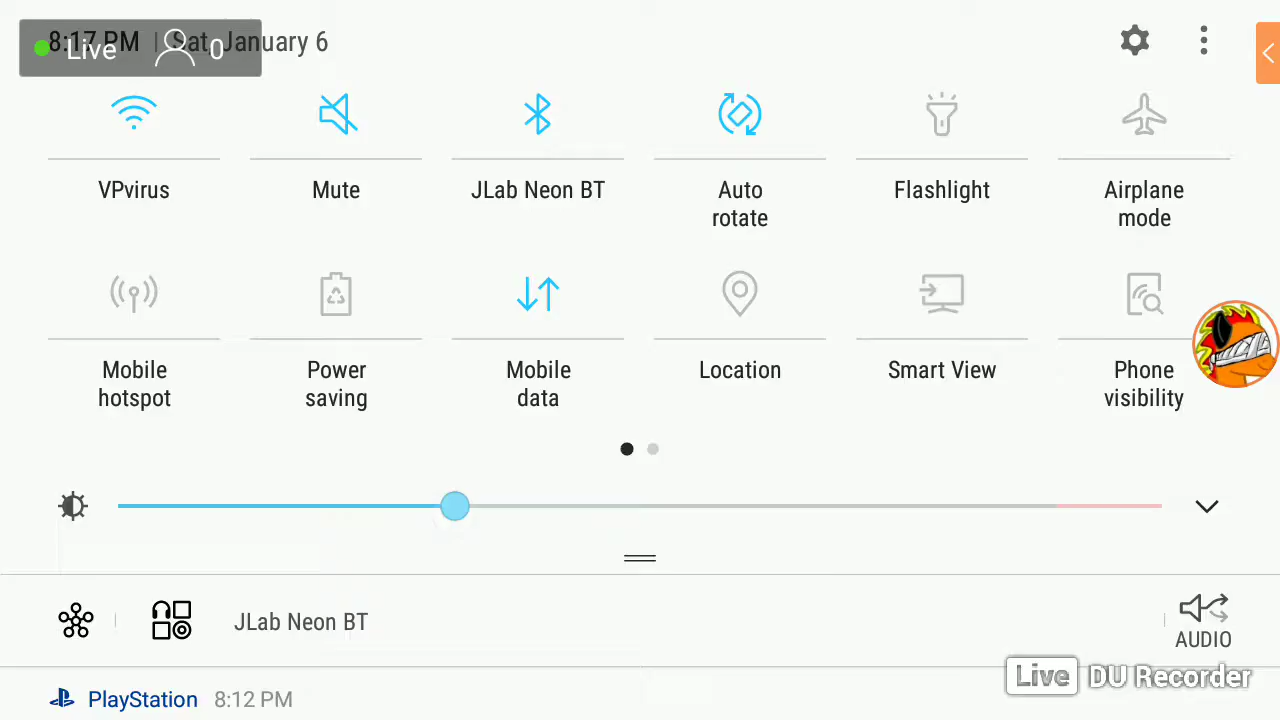 8:17 PM | Sat, January 6
Live 0
VPvirus
Mute
JLab Neon BT
Auto
rotate
Flashlight
Airplane
mode
Mobile
hotspot
Power
saving
Mobile
data
Location
Smart View
Phone
visibility
JLab Neon BT
AUDIO
Live DU Recorder
PlayStation 8:12 PM